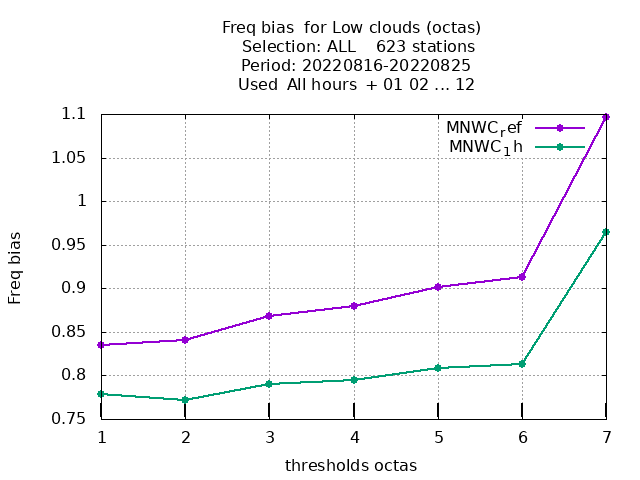 Freq bias  for Low clouds (octas)
Selection: ALL    623 stations
Period: 20220816-20220825
Used  All hours  + 01 02 ... 12
MNWC_ref
MNWC_1h
1.1
1.05
1
0.95
0.9
0.85
0.8
0.75
Freq bias
1 2 3 4 5 6 7
thresholds octas